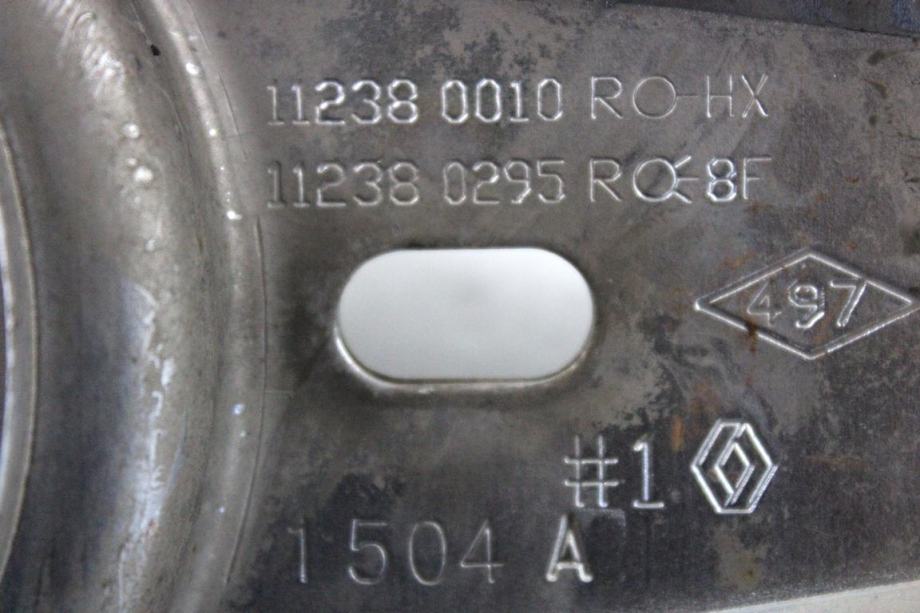 11238 0010 RO-HX
11238 0295 RO<8F
497
#1
1504 A